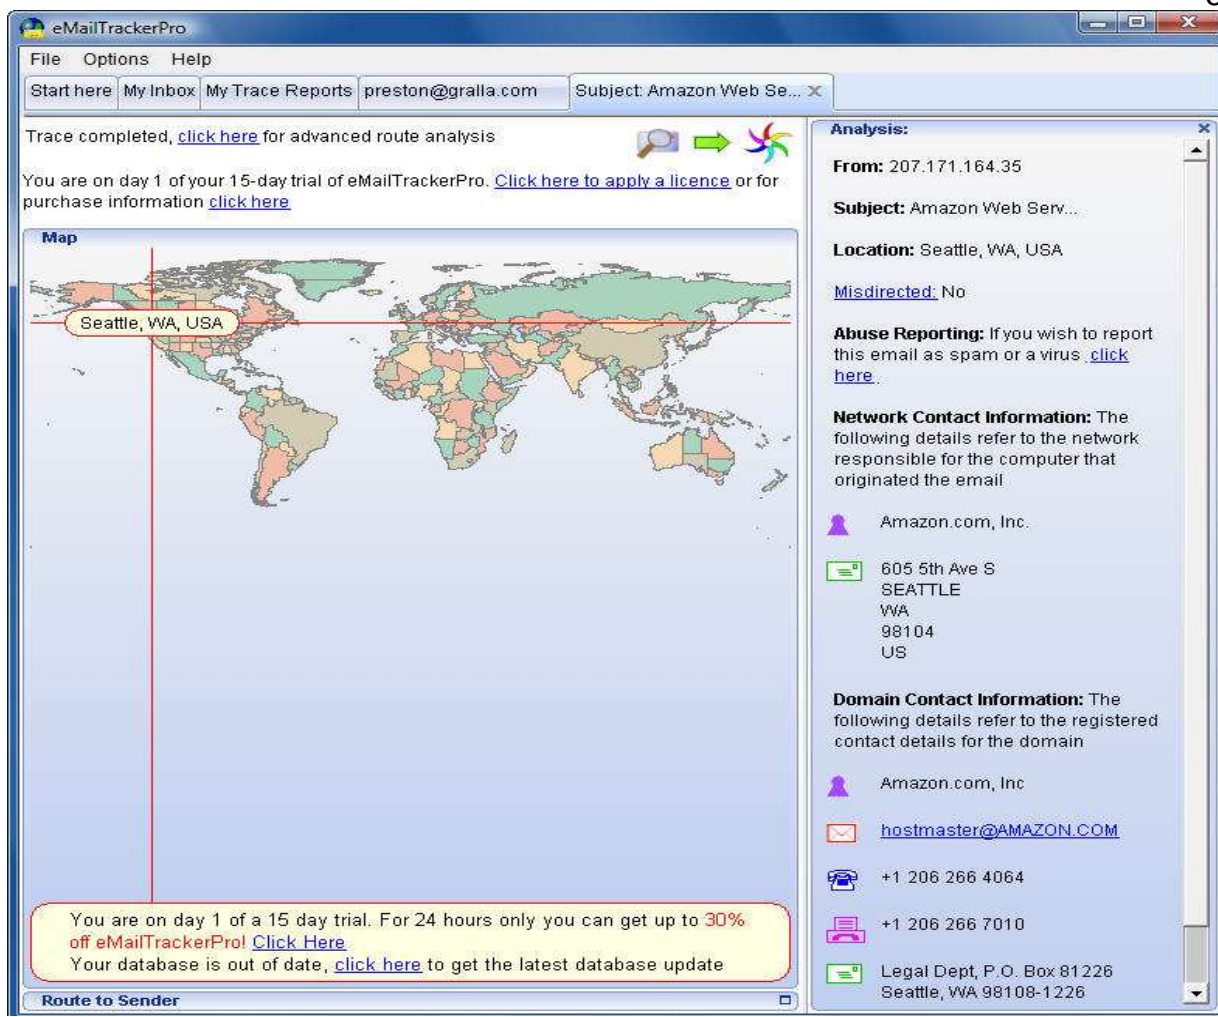 eMailTrackerPro
File Options Help
Start here My Inbox My Trace Reports preston@gralla.com Subject: Amazon Web Se...
Trace completed, click here for advanced route analysis
You are on day 1 of your 15-day trial of eMailTrackerPro. Click here to apply a licence or for
purchase information click here
Map
Seattle, WA, USA
You are on day 1 of a 15 day trial. For 24 hours only you can get up to 30%
off eMailTrackerPro! Click Here
Your database is out of date, click here to get the latest database update
Route to Sender
Analysis:
From: 207.171.164.35
Subject: Amazon Web Serv...
Location: Seattle, WA, USA
Misdirected: No
Abuse Reporting: If you wish to report
this email as spam or a virus click
here.
Network Contact Information: The
following details refer to the network
responsible for the computer that
originated the email
Amazon.com, Inc.
605 5th Ave S
SEATTLE
WA
98104
US
Domain Contact Information: The
following details refer to the registered
contact details for the domain
Amazon.com, Inc
hostmaster@AMAZON.COM
+1 206 266 4064
+1 206 266 7010
Legal Dept, P.O. Box 81226
Seattle, WA 98108-1226